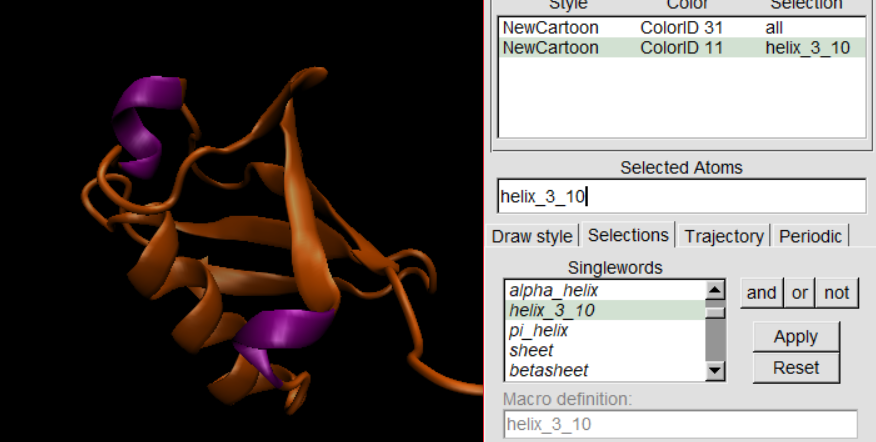 Style Color Selection
NewCartoon ColorID 31 all
NewCartoon ColorID 11 helix_3_10
Selected Atoms
helix_3_10
Draw style Selections Trajectory Periodic
Singlewords
alpha_helix
helix_3_10
pi_helix
sheet
betasheet
and or not
Apply
Reset
Macro definition:
helix_3_10